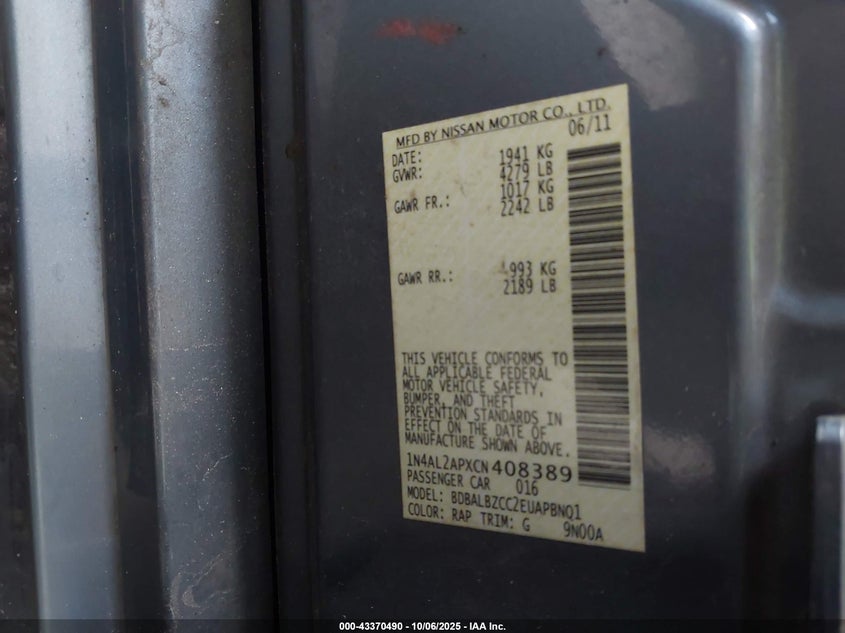 MFD BY NISSAN MOTOR CO., LTD.
DATE: 06/11
GVWR: 1941 KG
4279 LB
GAWR FR.: 1017 KG
2242 LB
GAWR RR.: 993 KG
2189 LB
THIS VEHICLE CONFORMS TO
ALL APPLICABLE FEDERAL
MOTOR VEHICLE SAFETY,
BUMPER, AND THEFT
PREVENTION STANDARDS IN
EFFECT ON THE DATE OF
MANUFACTURE SHOWN ABOVE.
1N4AL2APXCN408389
PASSENGER CAR 016
MODEL: BDBALBZCC2EUAPBNO1
COLOR: RAP TRIM: G 9N00A
000-43370490 - 10/06/2025 - IAA Inc.